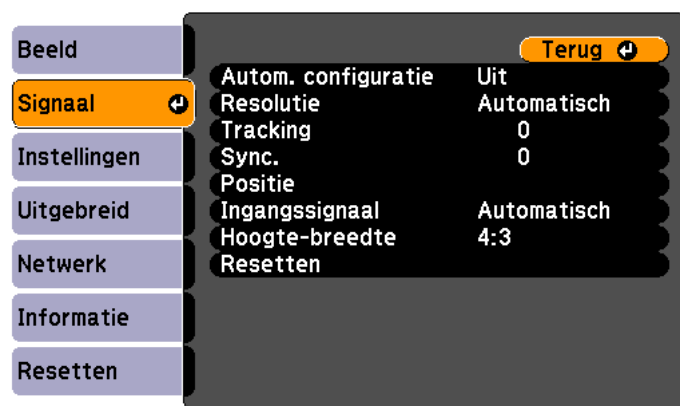 Beeld
Signaal
Instellingen
Uitgebreid
Netwerk
Informatie
Resetten
Terug
Autom. configuratie Uit
Resolutie Automatisch
Tracking 0
Sync. 0
Positie
Ingangssignaal Automatisch
Hoogte-breedte 4:3
Resetten